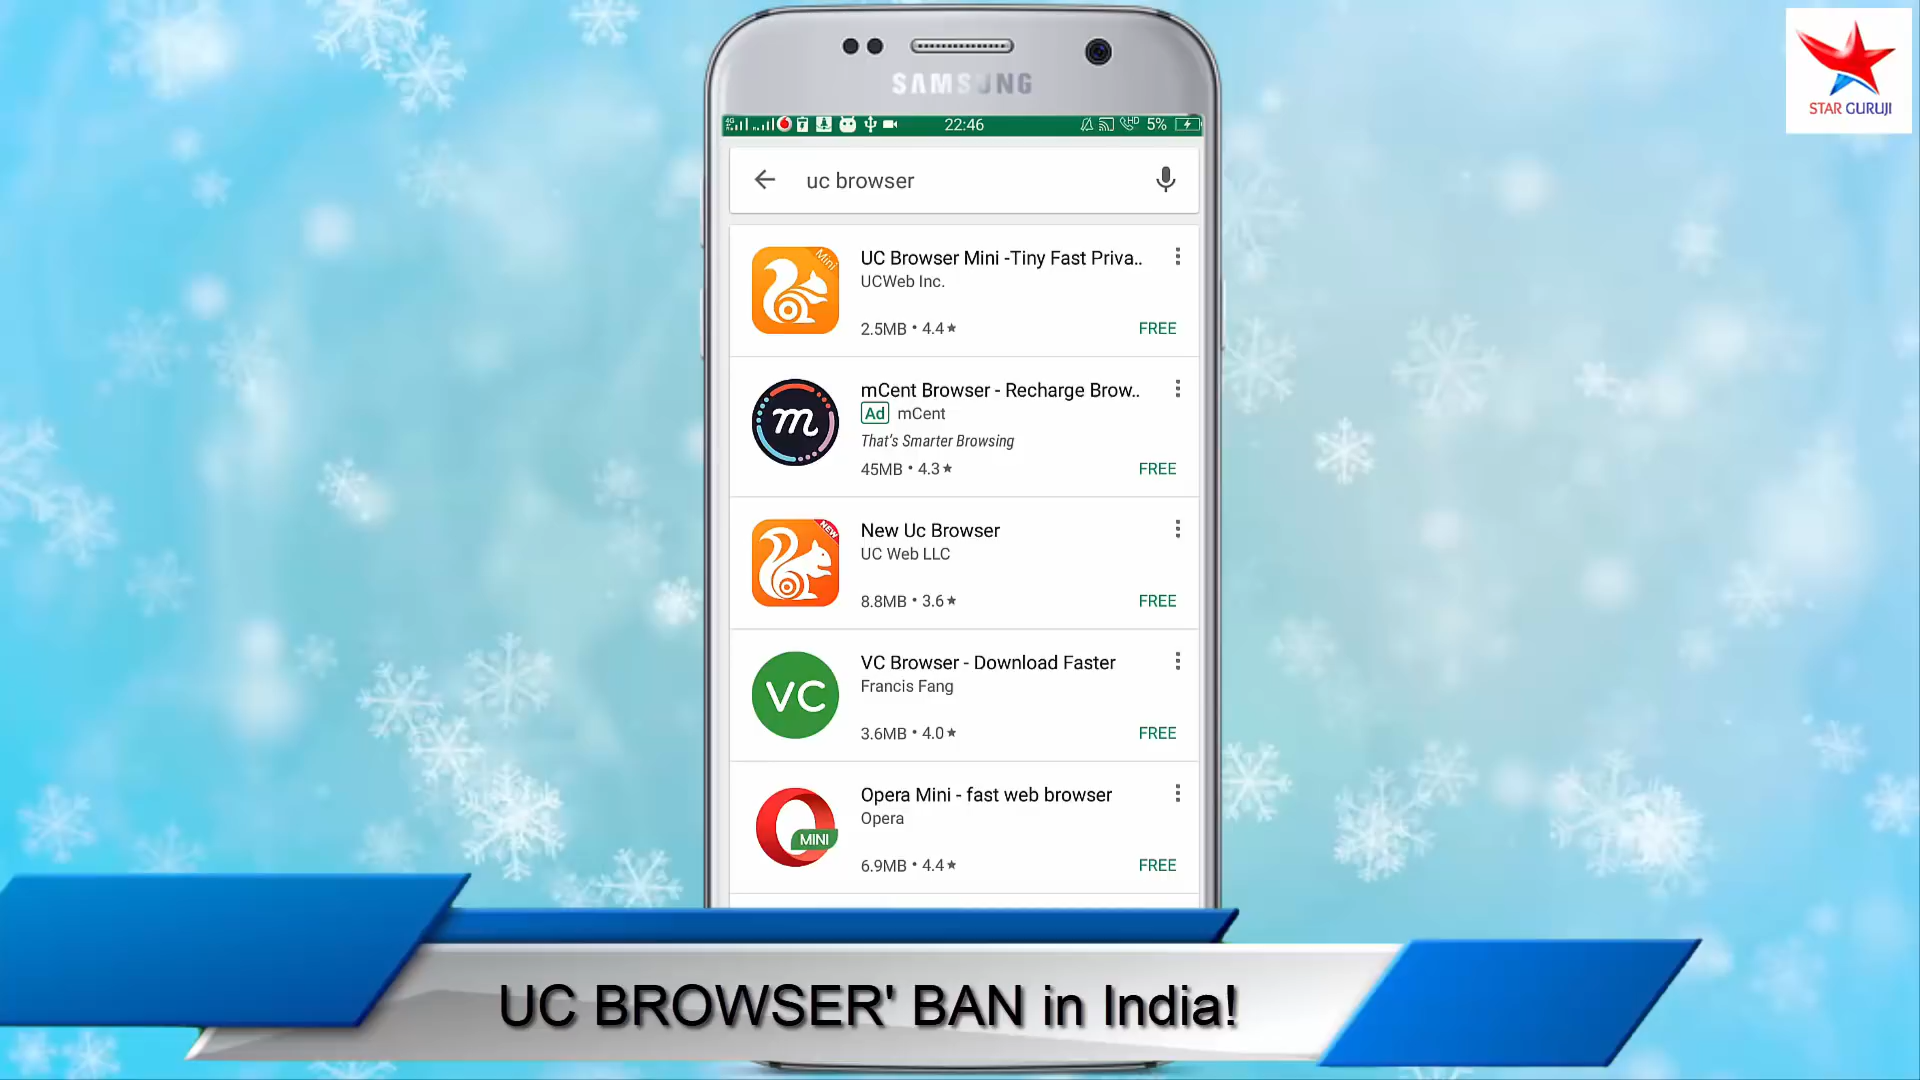 SAMSUNG
STAR GURUJI
22:46
5%
uc browser
Mini
UC Browser Mini -Tiny Fast Priva..
UCWeb Inc.
2.5MB • 4.4★
FREE
m
mCent Browser - Recharge Brow..
Ad mCent
That's Smarter Browsing
45MB • 4.3★
FREE
NEW
New Uc Browser
UC Web LLC
8.8MB • 3.6★
FREE
VC
VC Browser - Download Faster
Francis Fang
3.6MB • 4.0★
FREE
MINI
Opera Mini - fast web browser
Opera
6.9MB • 4.4★
FREE
UC BROWSER' BAN in India!